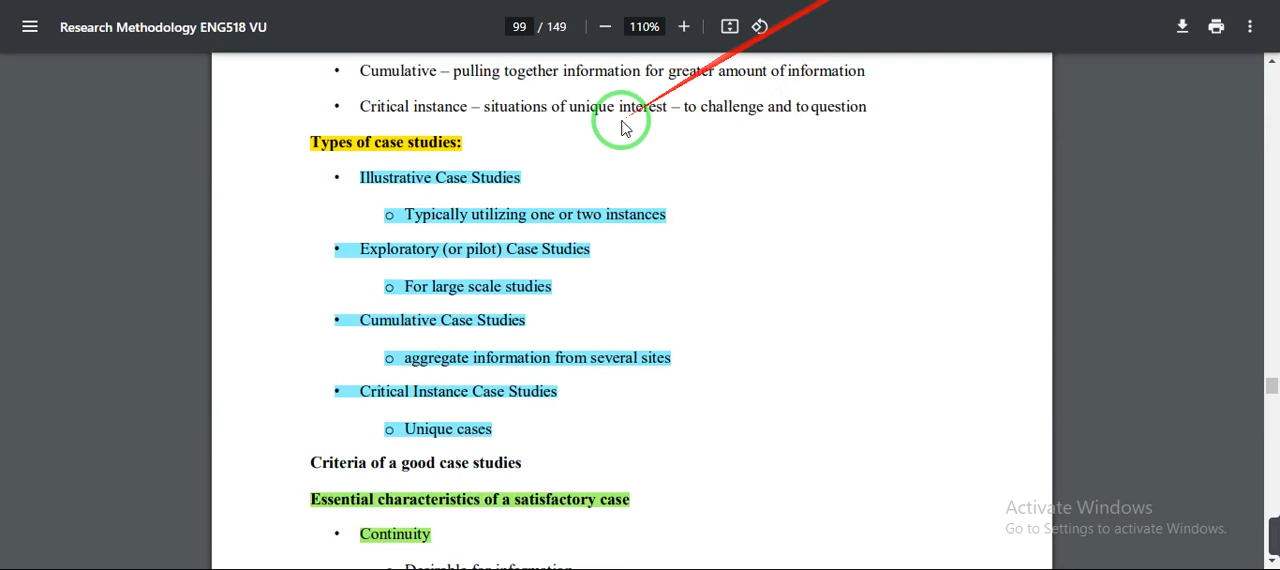 Research Methodology ENG518 VU
99 / 149
110%
• Cumulative – pulling together information for greater amount of information
• Critical instance – situations of unique interest – to challenge and to question
Types of case studies:
• Illustrative Case Studies
o Typically utilizing one or two instances
• Exploratory (or pilot) Case Studies
o For large scale studies
• Cumulative Case Studies
o aggregate information from several sites
• Critical Instance Case Studies
o Unique cases
Criteria of a good case studies
Essential characteristics of a satisfactory case
• Continuity
Activate Windows
Go to Settings to activate Windows.